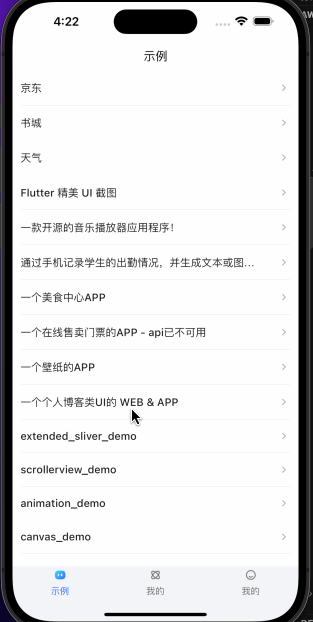 4:22
示例
京东
书城
天气
Flutter 精美 UI 截图
一款开源的音乐播放器应用程序！
通过手机记录学生的出勤情况，并生成文本或图...
一个美食中心APP
一个在线售卖门票的APP - api已不可用
一个壁纸的APP
一个个人博客类UI的 WEB & APP
extended_sliver_demo
scrollerview_demo
animation_demo
canvas_demo
示例
我的
我的